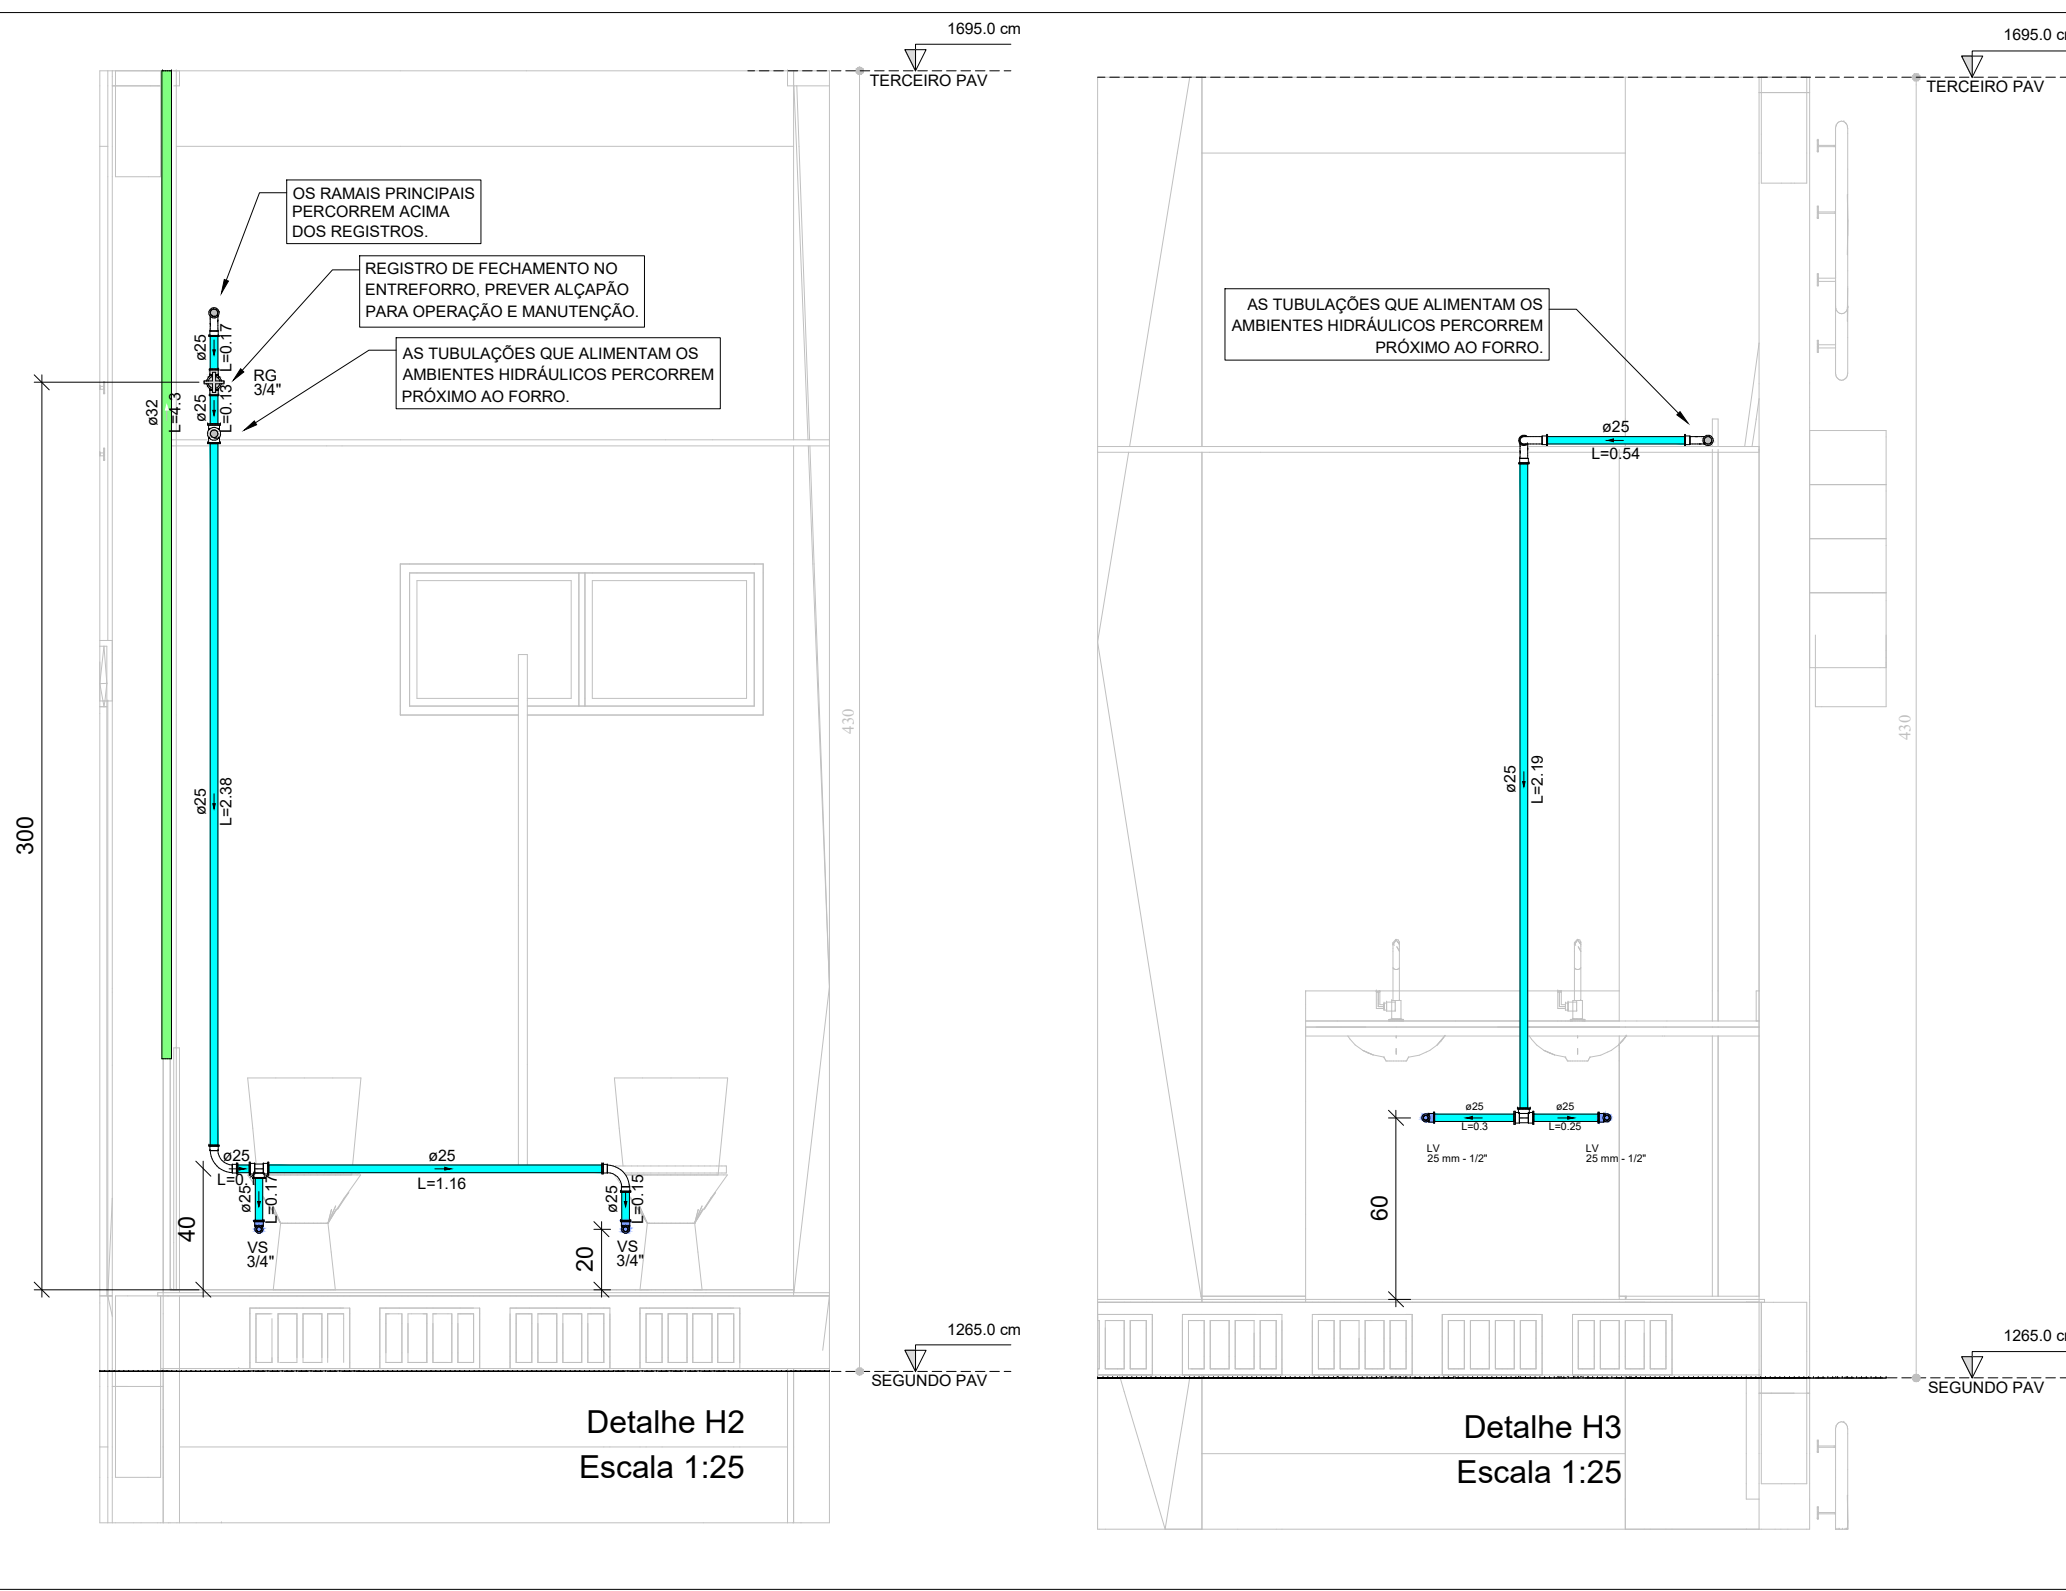 1695.0 cm
TERCEIRO PAV
OS RAMAIS PRINCIPAIS
PERCORREM ACIMA
DOS REGISTROS.
REGISTRO DE FECHAMENTO NO
ENTREFORRO, PREVER ALÇAPÃO
PARA OPERAÇÃO E MANUTENÇÃO.
AS TUBULAÇÕES QUE ALIMENTAM OS
AMBIENTES HIDRÁULICOS PERCORREM
PRÓXIMO AO FORRO.
ø25
L=0.17
RG
3/4"
ø25
L=0.13
ø32
L=4.3
ø25
L=2.38
300
430
ø25
ø25
L=1.16
ø25
L=0.17
ø25
L=0.15
40
20
VS
3/4"
VS
3/4"
1265.0 cm
SEGUNDO PAV
Detalhe H2
Escala 1:25
1695.0
TERCEIRO PAV
AS TUBULAÇÕES QUE ALIMENTAM OS
AMBIENTES HIDRÁULICOS PERCORREM
PRÓXIMO AO FORRO.
ø25
L=0.54
ø25
L=2.19
430
ø25
L=0.3
ø25
L=0.25
LV
25 mm - 1/2"
LV
25 mm - 1/2"
60
1265.0
SEGUNDO PAV
Detalhe H3
Escala 1:25